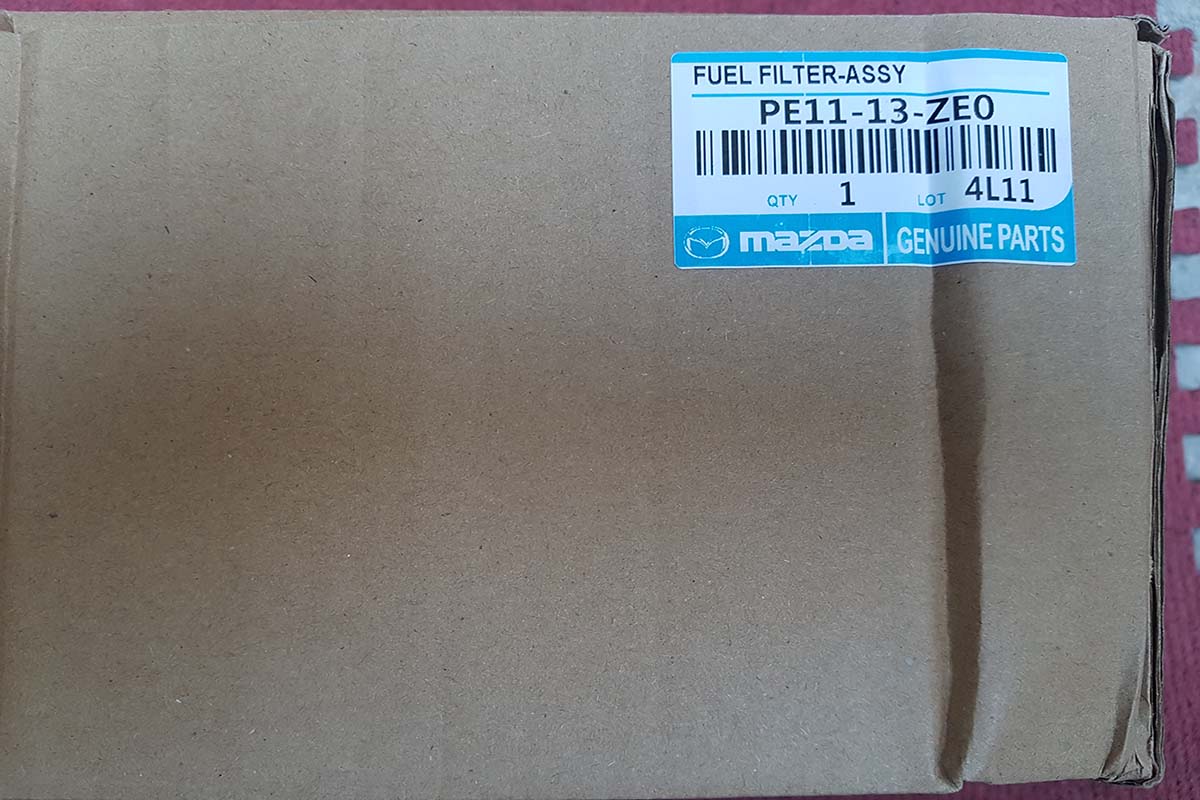 FUEL FILTER-ASSY
PE11-13-ZE0
QTY 1 LOT 4L11
mazda GENUINE PARTS